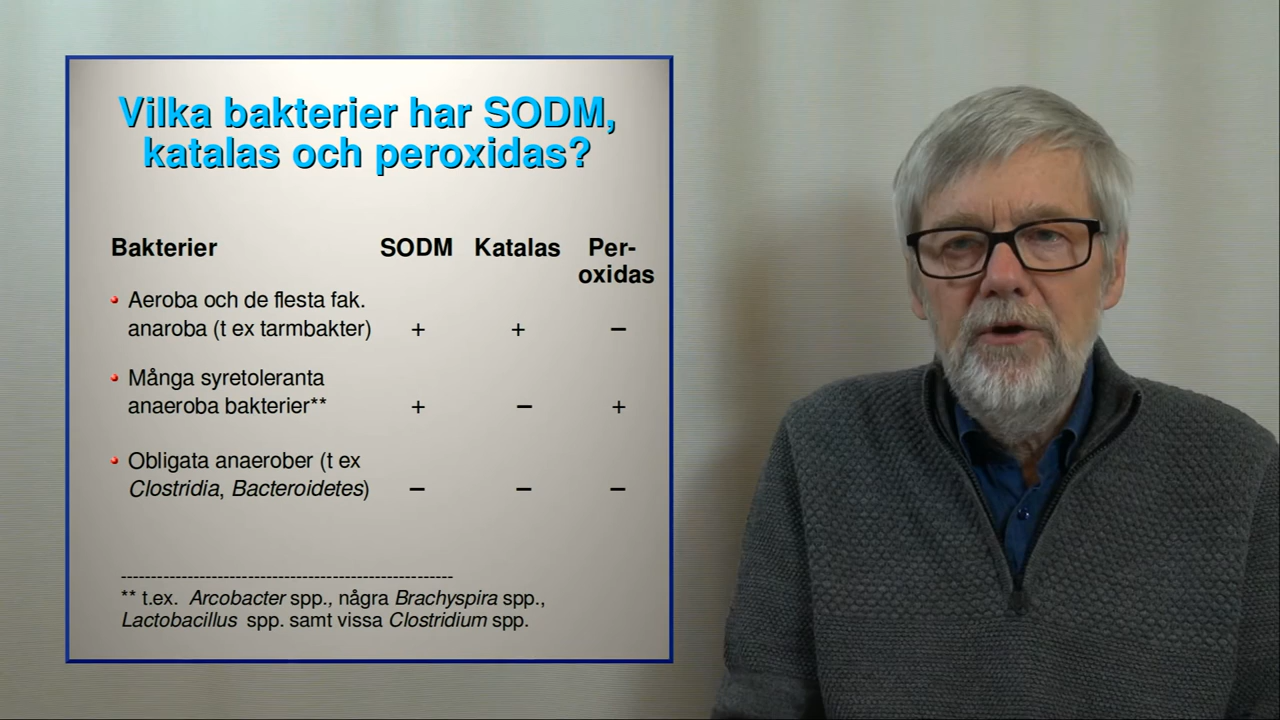 Vilka bakterier har SODM,
katalas och peroxidas?
Bakterier SODM Katalas Per-
oxidas
• Aeroba och de flesta fak.
anaroba (t ex tarmbakter) + + –
• Många syretoleranta
anaeroba bakterier** + – +
• Obligata anaerober (t ex
Clostridia, Bacteroidetes) – – –
---------------------------------------------------------
** t.ex. Arcobacter spp., några Brachyspira spp.,
Lactobacillus spp. samt vissa Clostridium spp.